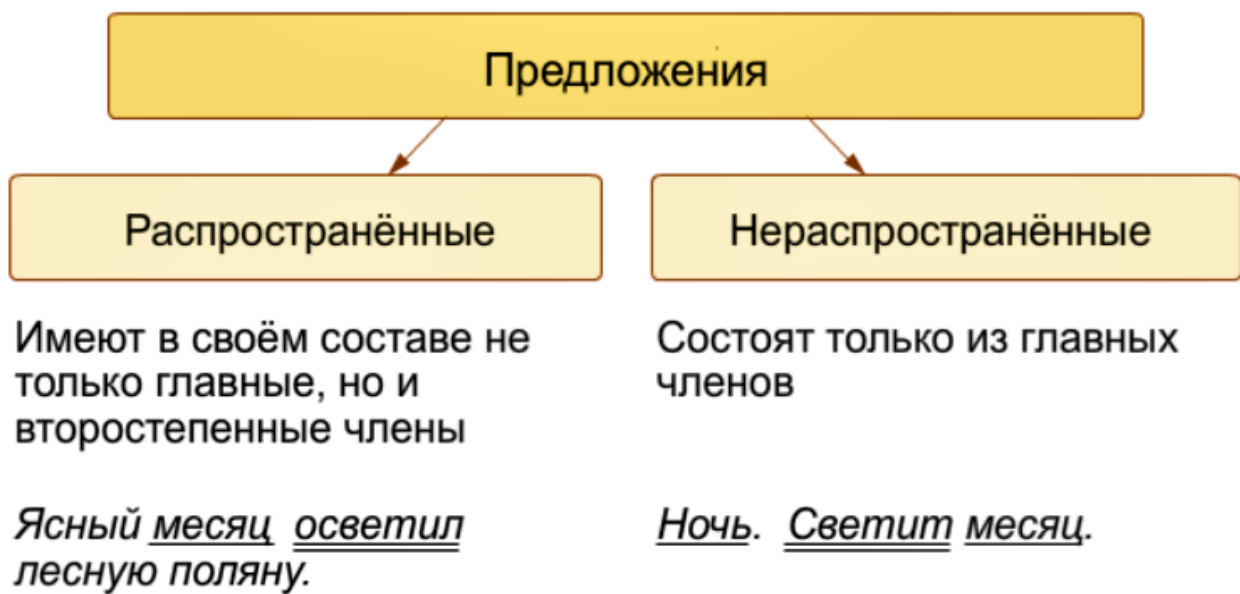 Предложения
Распространённые
Нераспространённые
Имеют в своём составе не
только главные, но и
второстепенные члены
Состоят только из главных
членов
Ясный месяц осветил
лесную поляну.
Ночь. Светит месяц.